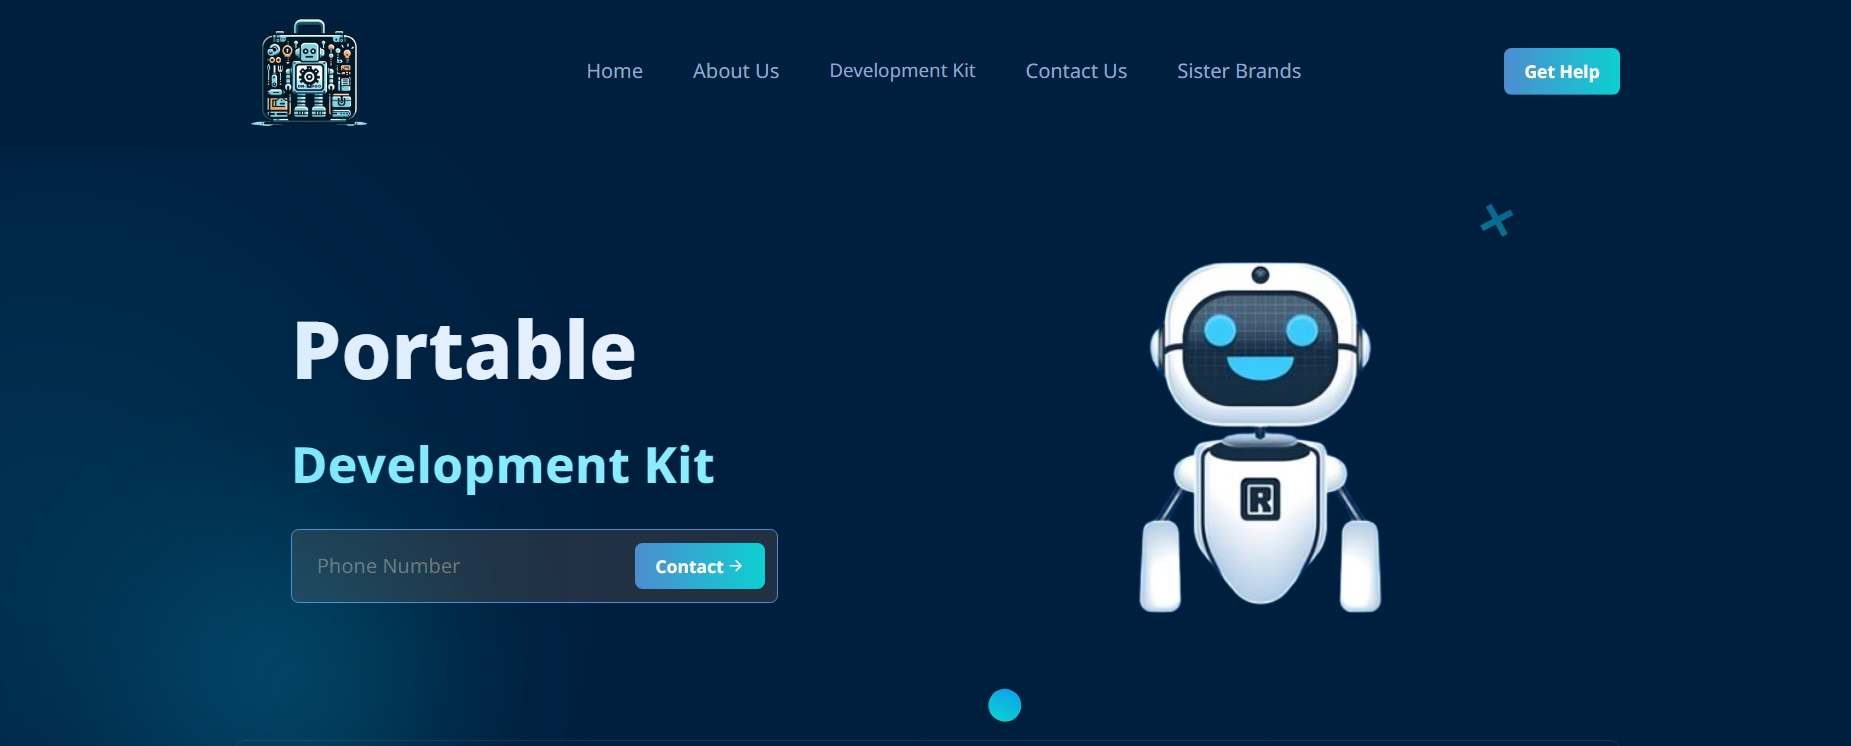 Home
About Us
Development Kit
Contact Us
Sister Brands
Get Help
Portable
Development Kit
Phone Number
Contact →
R